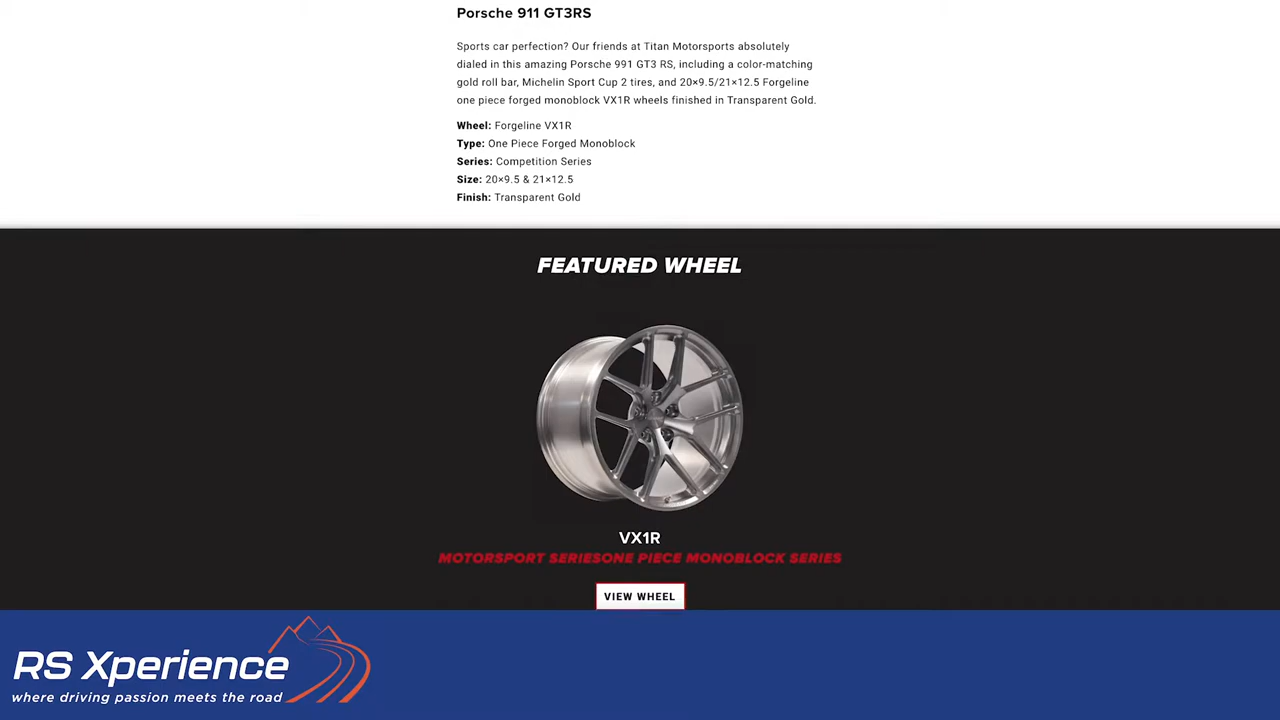 Porsche 911 GT3RS
Sports car perfection? Our friends at Titan Motorsports absolutely
dialed in this amazing Porsche 991 GT3 RS, including a color-matching
gold roll bar, Michelin Sport Cup 2 tires, and 20×9.5/21×12.5 Forgeline
one piece forged monoblock VX1R wheels finished in Transparent Gold.
Wheel: Forgeline VX1R
Type: One Piece Forged Monoblock
Series: Competition Series
Size: 20×9.5 & 21×12.5
Finish: Transparent Gold
FEATURED WHEEL
VX1R
MOTORSPORT SERIESONE PIECE MONOBLOCK SERIES
VIEW WHEEL
RS Xperience
where driving passion meets the road